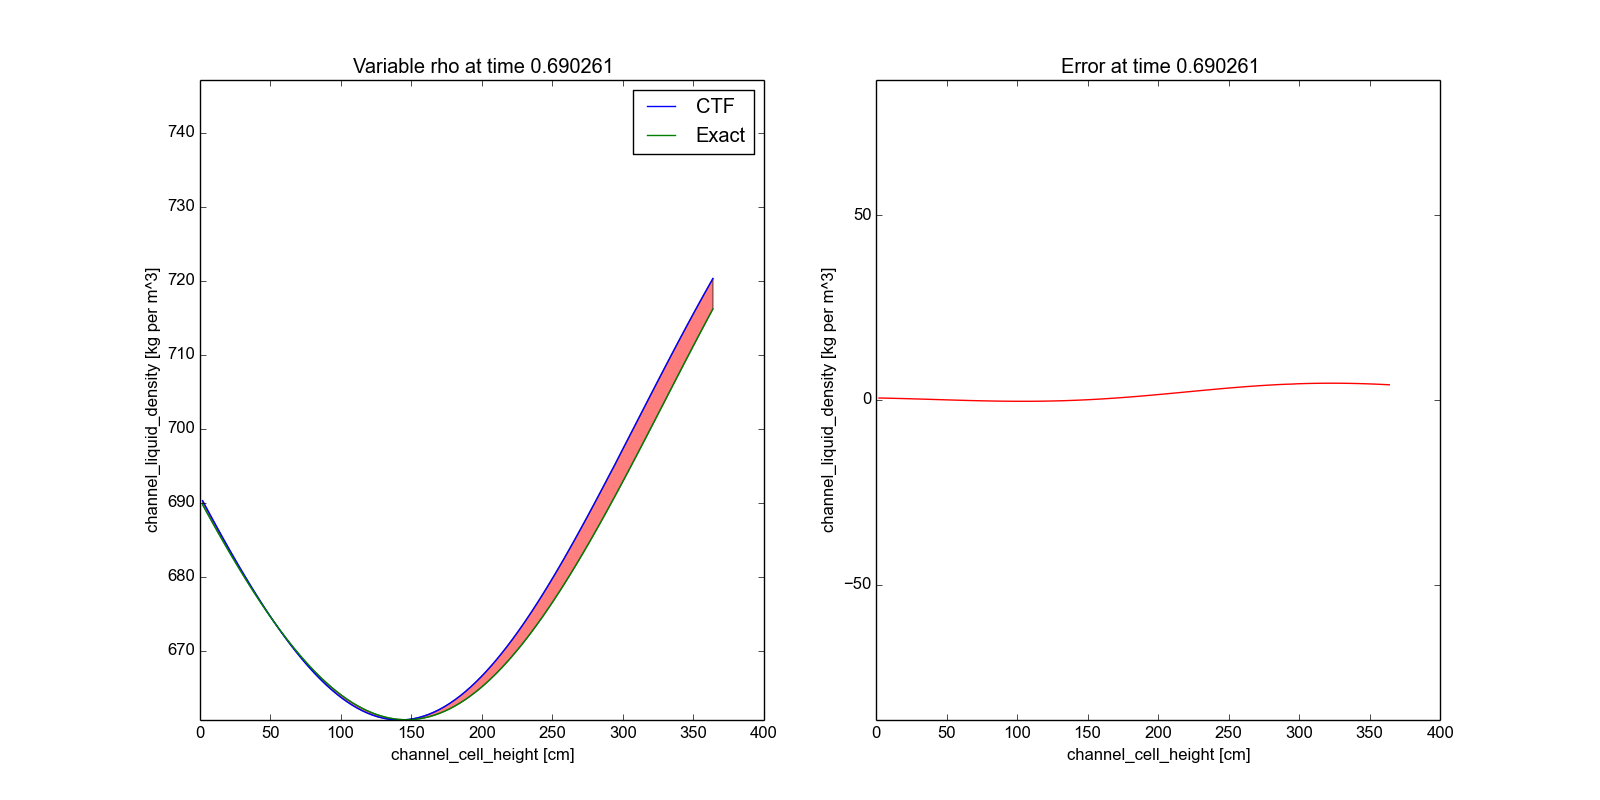 Variable rho at time 0.690261
CTF
Exact
740
730
720
710
700
690
680
670
channel_liquid_density [kg per m^3]
0 50 100 150 200 250 300 350 400
channel_cell_height [cm]
Error at time 0.690261
50
0
−50
channel_liquid_density [kg per m^3]
0 50 100 150 200 250 300 350 400
channel_cell_height [cm]